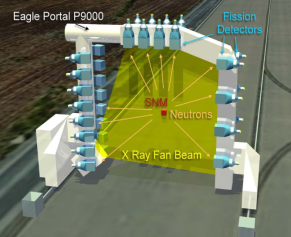 Eagle Portal P9000
Fission
Detectors
SNM
Neutrons
X Ray Fan Beam